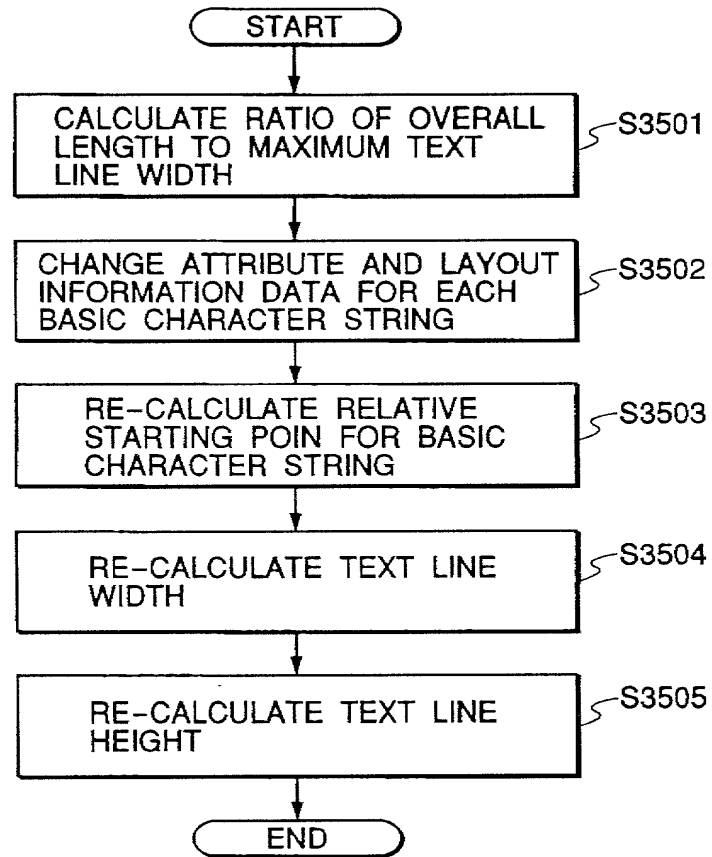 START
CALCULATE RATIO OF OVERALL
LENGTH TO MAXIMUM TEXT
LINE WIDTH
S3501
CHANGE ATTRIBUTE AND LAYOUT
INFORMATION DATA FOR EACH
BASIC CHARACTER STRING
S3502
RE-CALCULATE RELATIVE
STARTING POIN FOR BASIC
CHARACTER STRING
S3503
RE-CALCULATE TEXT LINE
WIDTH
S3504
RE-CALCULATE TEXT LINE
HEIGHT
S3505
END